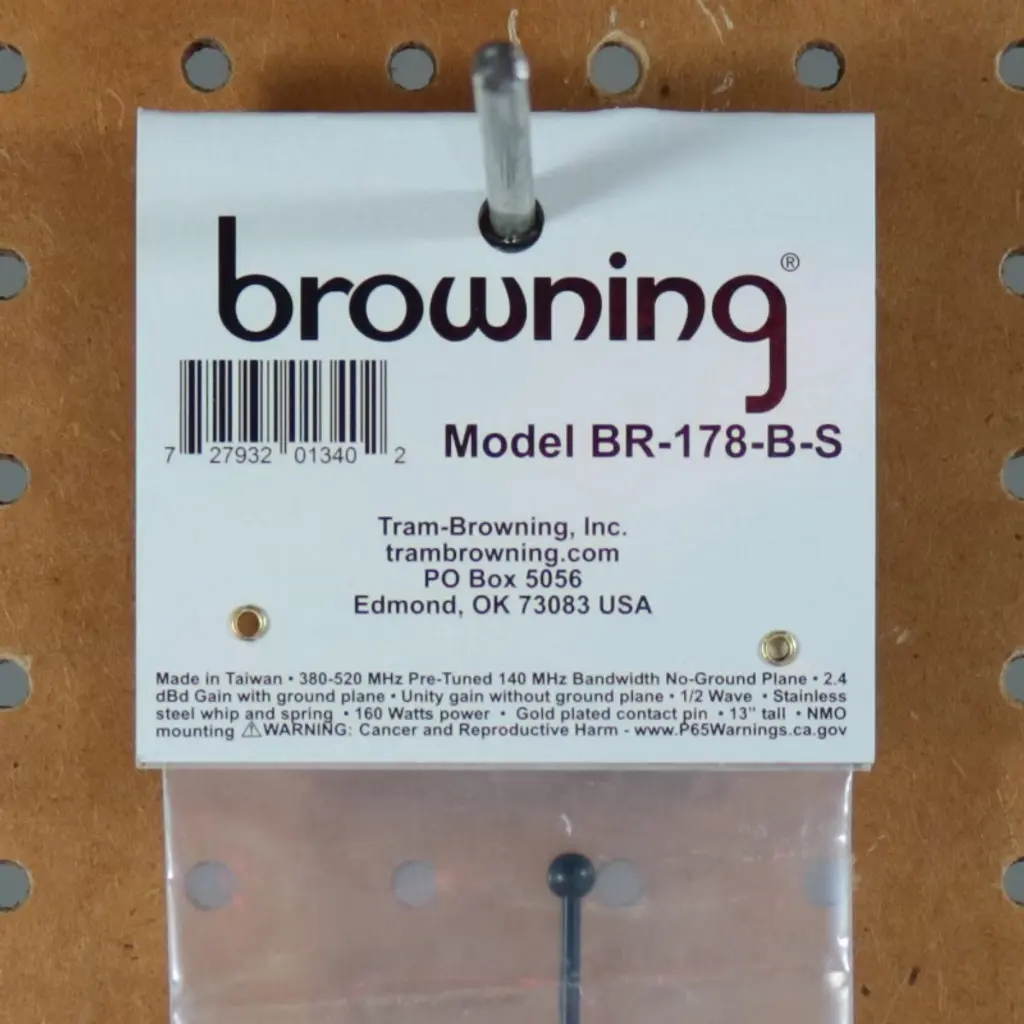 browning®
7 27932 01340 2
Model BR-178-B-S
Tram-Browning, Inc.
trambrowning.com
PO Box 5056
Edmond, OK 73083 USA
Made in Taiwan • 380-520 MHz Pre-Tuned 140 MHz Bandwidth No-Ground Plane • 2.4
dBd Gain with ground plane • Unity gain without ground plane • 1/2 Wave • Stainless
steel whip and spring • 160 Watts power • Gold plated contact pin • 13" tall • NMO
mounting ⚠WARNING: Cancer and Reproductive Harm - www.P65Warnings.ca.gov